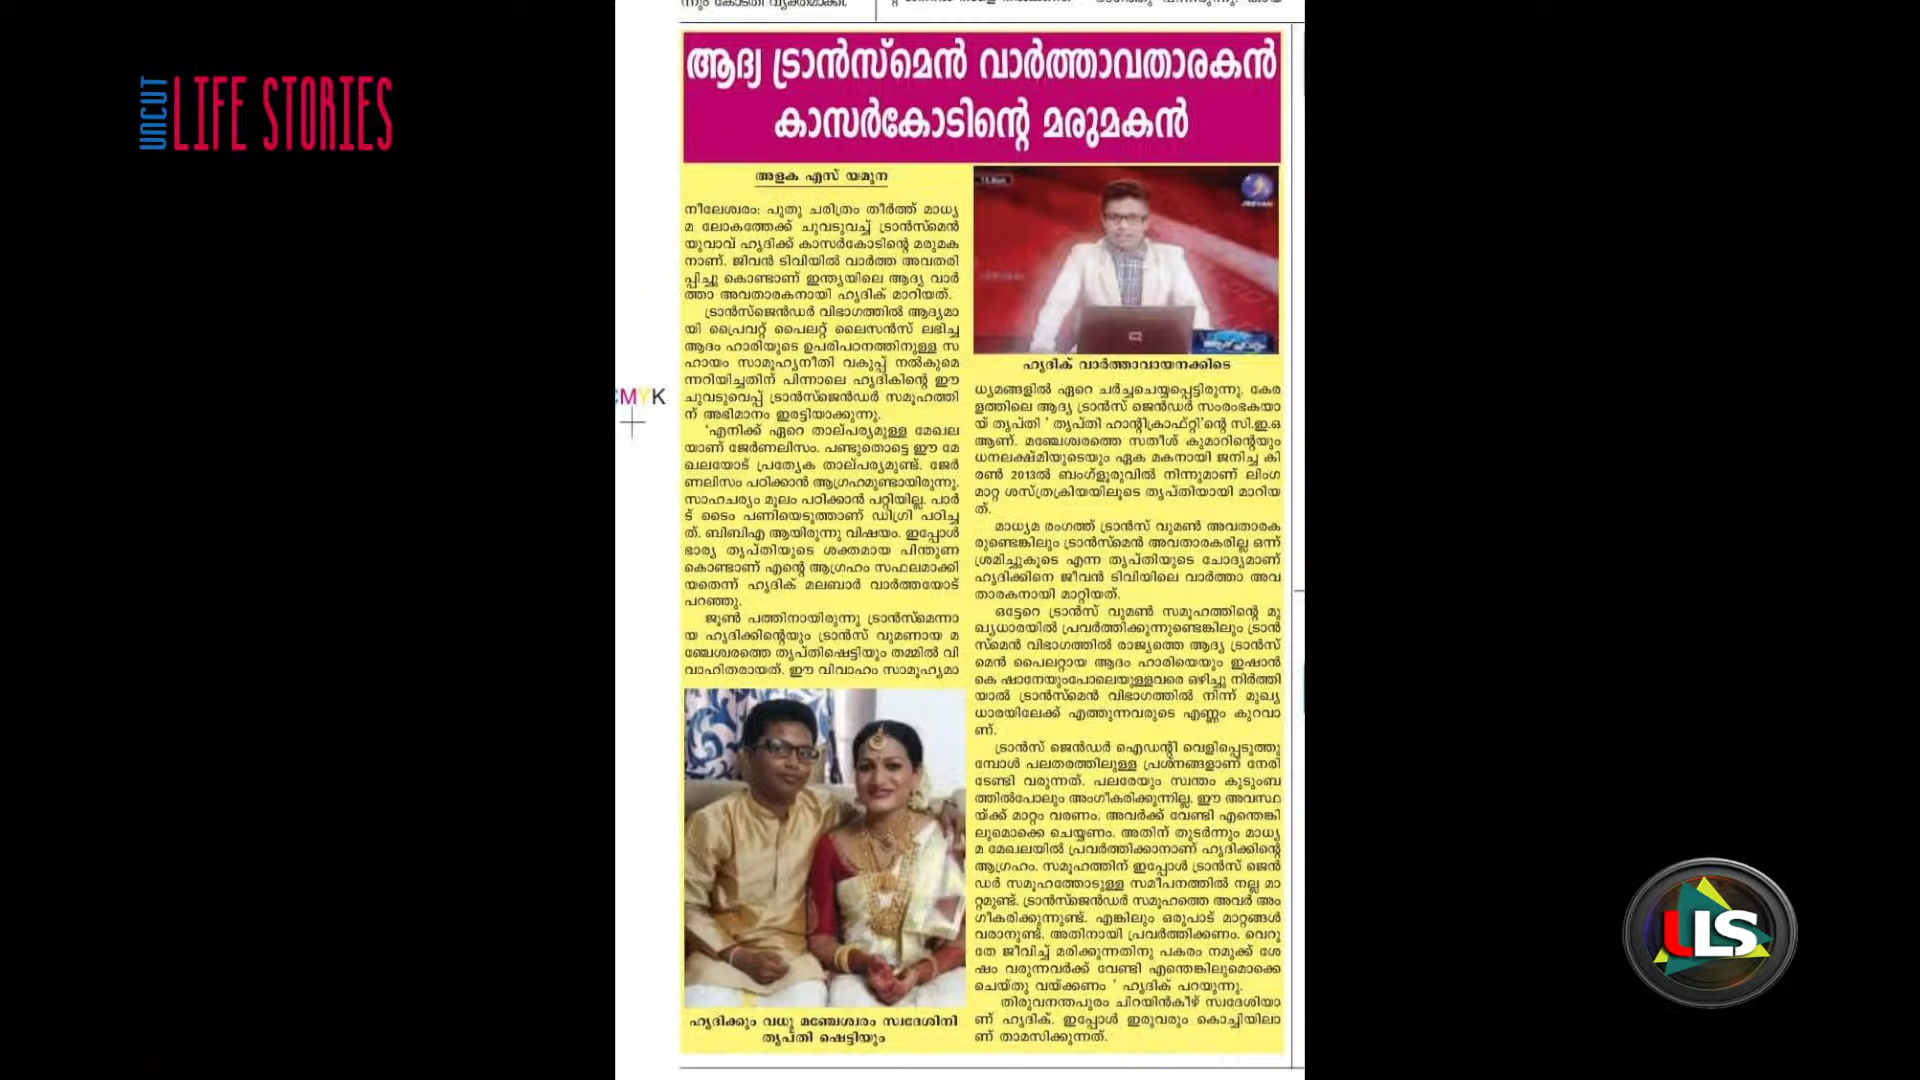 ന്നും കോടതി വ്യക്തമാക്കി.
UNCUT
LIFE STORIES
ആദ്യ ട്രാൻസ്മെൻ വാർത്താവതാരകൻ
കാസർകോടിന്റെ മരുമകൻ
അളക എസ് യമുന
നീലേശ്വരം: പുതു ചരിത്രം തീർത്ത് മാധ്യ
മ ലോകത്തേക്ക് ചുവടുവച്ച് ട്രാൻസ്മെൻ
യുവാവ് ഹൃദിക്ക് കാസർകോടിന്റെ മരുമക
നാണ്. ജിവൻ ടിവിയിൽ വാർത്ത അവതരി
പ്പിച്ചു കൊണ്ടാണ് ഇന്ത്യയിലെ ആദ്യ വാർ
ത്താ അവതാരകനായി ഹൃദിക് മാറിയത്.
ട്രാൻസ്ജെൻഡർ വിഭാഗത്തിൽ ആദ്യമാ
യി പ്രൈവറ്റ് പൈലറ്റ് ലൈസൻസ് ലഭിച്ച
ആദം ഹാരിയുടെ ഉപരിപഠനത്തിനുള്ള സ
ഹായം സാമൂഹ്യനീതി വകുപ്പ് നൽകുമെ
ന്നറിയിച്ചതിന് പിന്നാലെ ഹൃദികിന്റെ ഈ
ചുവടുവെപ്പ് ട്രാൻസ്ജെൻഡർ സമൂഹത്തി
ന് അഭിമാനം ഇരട്ടിയാക്കുന്നു.
'എനിക്ക് ഏറെ താല്പര്യമുള്ള മേഖല
യാണ് ജേർണലിസം. പണ്ടുതൊട്ടെ ഈ മേ
ഖലയോട് പ്രത്യേക താല്പര്യമുണ്ട്. ജേർ
ണലിസം പഠിക്കാൻ ആഗ്രഹമുണ്ടായിരുന്നു.
സാഹചര്യം മൂലം പഠിക്കാൻ പറ്റിയില്ല. പാർ
ട് ടൈം പണിയെടുത്താണ് ഡിഗ്രി പഠിച്ച
ത്. ബിബിഎ ആയിരുന്നു വിഷയം. ഇപ്പോൾ
ഭാര്യ തൃപ്തിയുടെ ശക്തമായ പിന്തുണ
കൊണ്ടാണ് എന്റെ ആഗ്രഹം സഫലമാക്കി
യതെന്ന് ഹൃദിക് മലബാർ വാർത്തയോട്
പറഞ്ഞു.
ജൂൺ പത്തിനായിരുന്നു ട്രാൻസ്മെന്നാ
യ ഹൃദിക്കിന്റെയും ട്രാൻസ് വുമണായ മ
ഞ്ചേശ്വരത്തെ തൃപ്തിഷെട്ടിയും തമ്മിൽ വി
വാഹിതരായത്. ഈ വിവാഹം സാമൂഹ്യമാ
ഹൃദിക്കും വധു മഞ്ചേശ്വരം സ്വദേശിനി
തൃപ്തി ഷെട്ടിയും
JEEVAN
ഹൃദിക് വാർത്താവായനക്കിടെ
ധ്യമങ്ങളിൽ ഏറെ ചർച്ചചെയ്യപ്പെട്ടിരുന്നു. കേര
ളത്തിലെ ആദ്യ ട്രാൻസ് ജെൻഡർ സംരംഭകയാ
യ് തൃപ്തി ' തൃപ്തി ഹാന്റിക്രാഫ്റ്റി'ന്റെ സി.ഇ.ഒ
ആണ്. മഞ്ചേശ്വരത്തെ സതീശ് കുമാറിന്റെയും
ധനലക്ഷ്മിയുടെയും ഏക മകനായി ജനിച്ച കി
രൺ 2013ൽ ബംഗ്ളൂരുവിൽ നിന്നുമാണ് ലിംഗ
മാറ്റ ശസ്ത്രക്രിയയിലൂടെ തൃപ്തിയായി മാറിയ
ത്.
മാധ്യമ രംഗത്ത് ട്രാൻസ് വുമൺ അവതാരക
രുണ്ടെങ്കിലും ട്രാൻസ്മെൻ അവതാരകരില്ല ഒന്ന്
ശ്രമിച്ചുകൂടെ എന്ന തൃപ്തിയുടെ ചോദ്യമാണ്
ഹൃദിക്കിനെ ജീവൻ ടിവിയിലെ വാർത്താ അവ
താരകനായി മാറ്റിയത്.
ഒട്ടേറെ ട്രാൻസ് വുമൺ സമൂഹത്തിന്റെ മു
ഖ്യധാരയിൽ പ്രവർത്തിക്കുന്നുണ്ടെങ്കിലും ട്രാൻ
സ്മെൻ വിഭാഗത്തിൽ രാജ്യത്തെ ആദ്യ ട്രാൻസ്
മെൻ പൈലറ്റായ ആദം ഹാരിയെയും ഇഷാൻ
കെ ഷാനേയുംപോലെയുള്ളവരെ ഒഴിച്ചു നിർത്തി
യാൽ ട്രാൻസ്മെൻ വിഭാഗത്തിൽ നിന്ന് മുഖ്യ
ധാരയിലേക്ക് എത്തുന്നവരുടെ എണ്ണം കുറവാ
ണ്.
ട്രാൻസ് ജെൻഡർ ഐഡന്റി വെളിപ്പെടുത്തു
മ്പോൾ പലതരത്തിലുള്ള പ്രശ്നങ്ങളാണ് നേരി
ടേണ്ടി വരുന്നത്. പലരേയും സ്വന്തം കുടുംബ
ത്തിൽപോലും അംഗീകരിക്കുന്നില്ല. ഈ അവസ്ഥ
യ്ക്ക് മാറ്റം വരണം. അവർക്ക് വേണ്ടി എന്തെങ്കി
ലുമൊക്കെ ചെയ്യണം. അതിന് തുടർന്നും മാധ്യ
മ മേഖലയിൽ പ്രവർത്തിക്കാനാണ് ഹൃദിക്കിന്റെ
ആഗ്രഹം. സമൂഹത്തിന് ഇപ്പോൾ ട്രാൻസ് ജെൻ
ഡർ സമൂഹത്തോടുള്ള സമീപനത്തിൽ നല്ല മാ
റ്റമുണ്ട്. ട്രാൻസ്ജെൻഡർ സമൂഹത്തെ അവർ അം
ഗീകരിക്കുന്നുണ്ട്. എങ്കിലും ഒരുപാട് മാറ്റങ്ങൾ
വരാനുണ്ട്. അതിനായി പ്രവർത്തിക്കണം. വെറു
തേ ജീവിച്ച് മരിക്കുന്നതിനു പകരം നമുക്ക് ശേ
ഷം വരുന്നവർക്ക് വേണ്ടി എന്തെങ്കിലുമൊക്കെ
ചെയ്തു വയ്ക്കണം ' ഹൃദിക് പറയുന്നു.
തിരുവനന്തപുരം ചിറയിൻകീഴ് സ്വദേശിയാ
ണ് ഹൃദിക്. ഇപ്പോൾ ഇരുവരും കൊച്ചിയിലാ
ണ് താമസിക്കുന്നത്.
CMYK
ULS